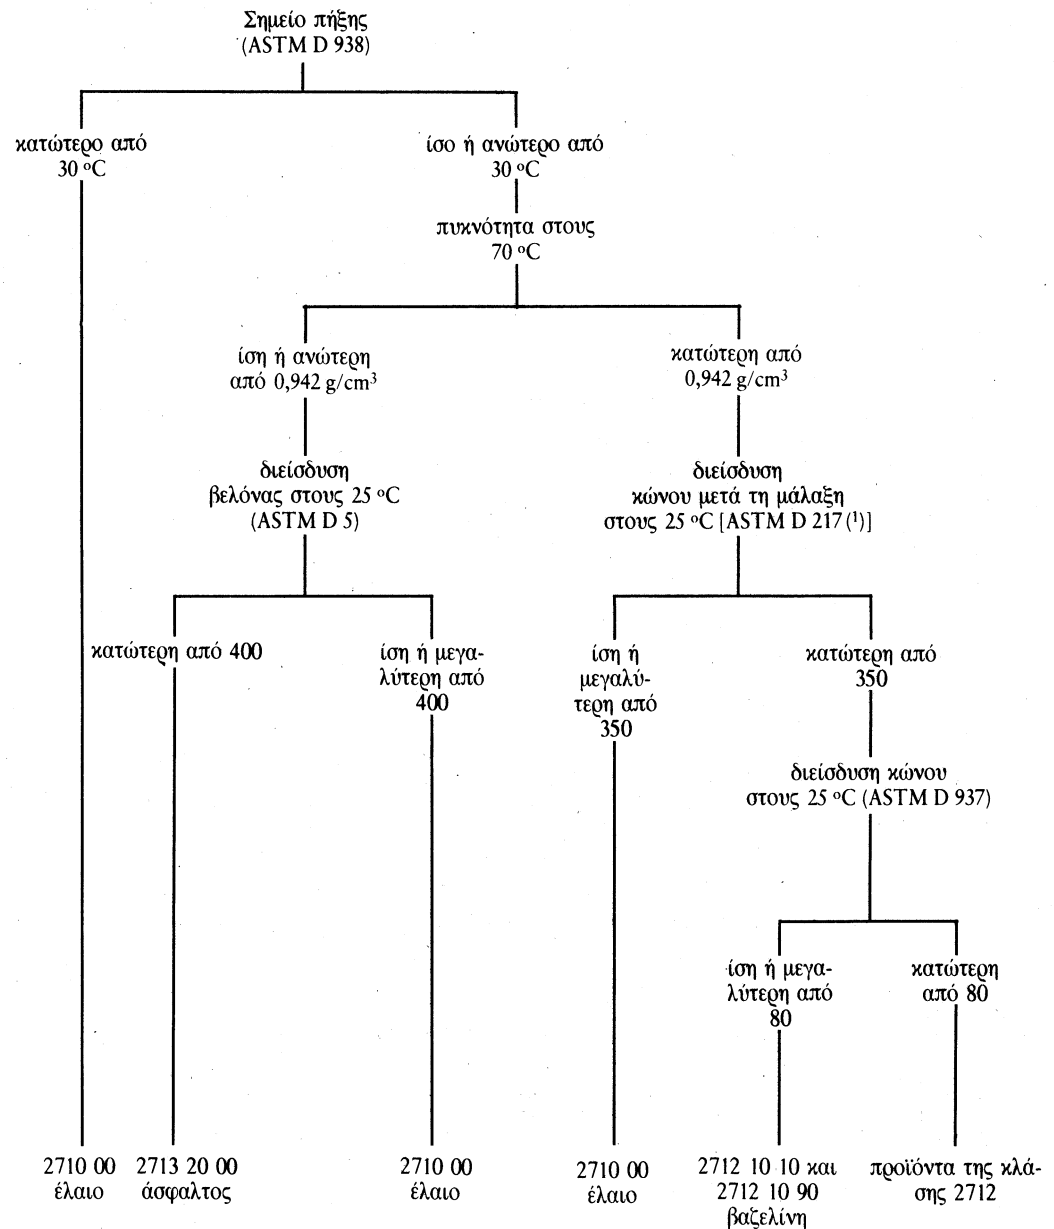 Σημείο πήξης
(ASTM D 938)
κατώτερο από
30 °C
ίσο ή ανώτερο από
30 °C
πυκνότητα στους
70 °C
ίση ή ανώτερη
από 0,942 g/cm³
κατώτερη από
0,942 g/cm³
διείσδυση
βελόνας στους 25 °C
(ASTM D 5)
διείσδυση
κώνου μετά τη μάλαξη
στους 25 °C [ASTM D 217 (¹)]
κατώτερη από 400
ίση ή μεγα-
λύτερη από
400
ίση ή
μεγαλύ-
τερη από
350
κατώτερη από
350
διείσδυση κώνου
στους 25 °C (ASTM D 937)
ίση ή μεγα-
λύτερη από
80
κατώτερη
από 80
2710 00
έλαιο
2713 20 00
άσφαλτος
2710 00
έλαιο
2710 00
έλαιο
2712 10 10 και
2712 10 90
βαζελίνη
προϊόντα της κλά-
σης 2712